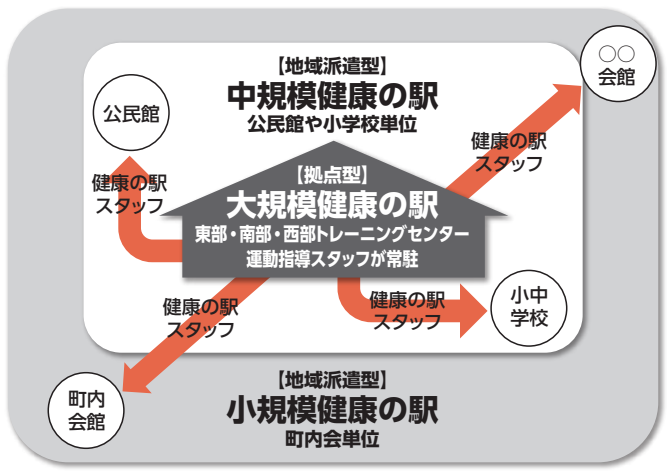 【地域派遣型】
中規模健康の駅
公民館や小学校単位
○○
会館
公民館
健康の駅
スタッフ
健康の駅
スタッフ
【拠点型】
大規模健康の駅
東部・南部・西部トレーニングセンター
運動指導スタッフが常駐
健康の駅
スタッフ
健康の駅
スタッフ
小中
学校
町内
会館
【地域派遣型】
小規模健康の駅
町内会単位